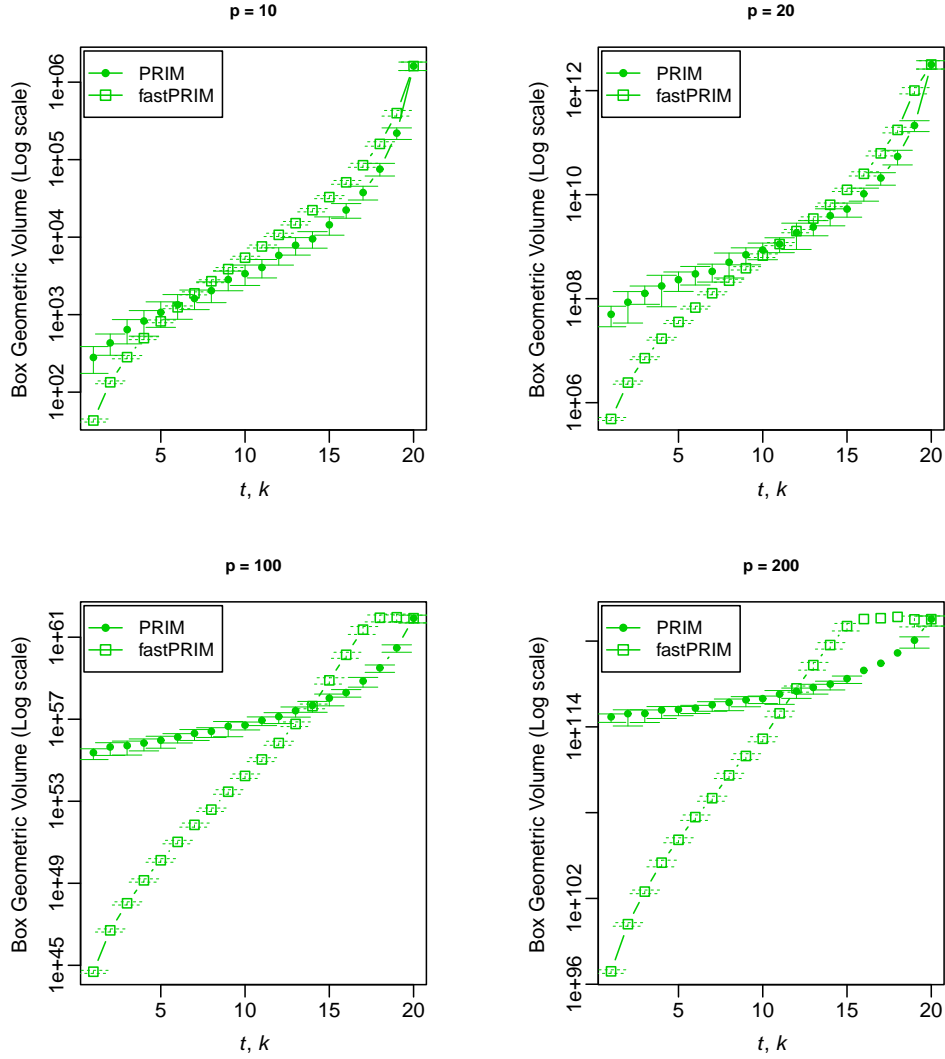 p = 10
Box Geometric Volume (Log scale)
1e+06
1e+05
1e+04
1e+03
1e+02
PRIM
fastPRIM
5 10 15 20
t, k
p = 20
Box Geometric Volume (Log scale)
1e+12
1e+10
1e+08
1e+06
PRIM
fastPRIM
5 10 15 20
t, k
p = 100
Box Geometric Volume (Log scale)
1e+61
1e+57
1e+53
1e+49
1e+45
PRIM
fastPRIM
5 10 15 20
t, k
p = 200
Box Geometric Volume (Log scale)
1e+114
1e+102
1e+96
PRIM
fastPRIM
5 10 15 20
t, k